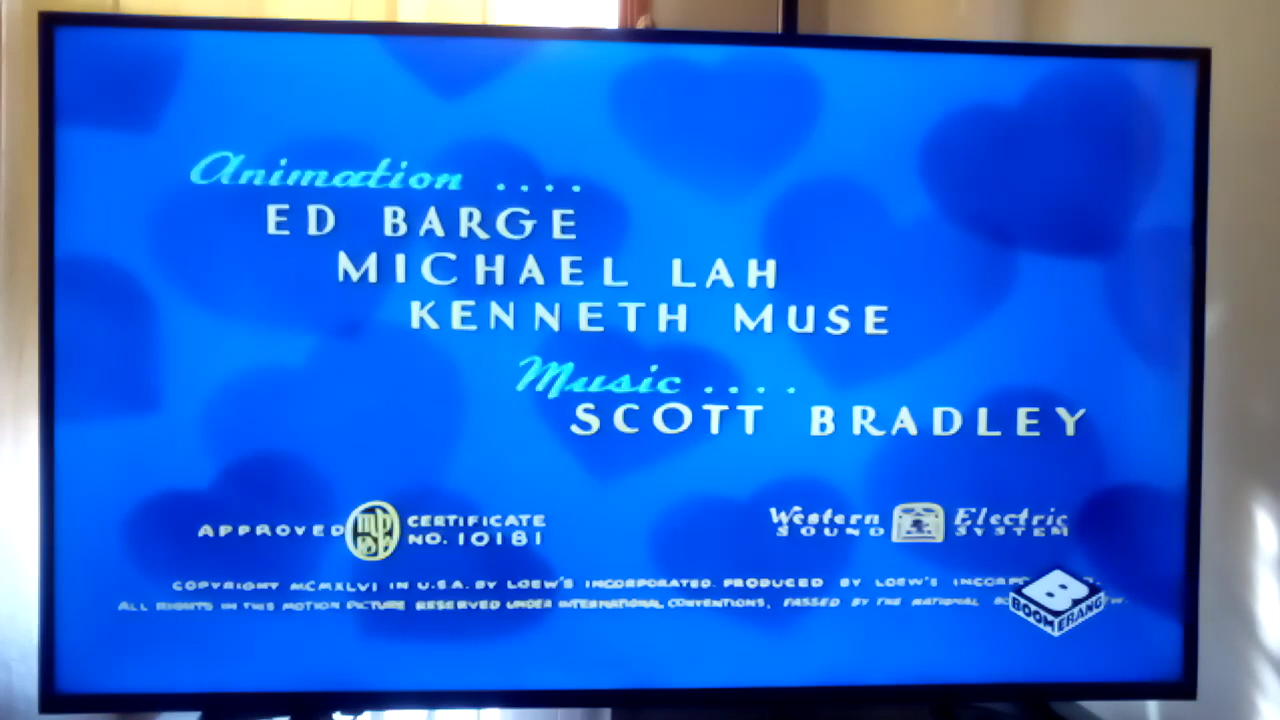 Animation ....
ED BARGE
MICHAEL LAH
KENNETH MUSE
Music ....
SCOTT BRADLEY
APPROVED MPPDA CERTIFICATE NO. 10181
Western Electric
SOUND SYSTEM
COPYRIGHT MCMXLVI IN U.S.A. BY LOEW'S INCORPORATED. PRODUCED BY LOEW'S
ALL RIGHTS IN THIS MOTION PICTURE RESERVED UNDER INTERNATIONAL CONVENTIONS, PASSED BY THE NATIONAL
B
BOOMERANG